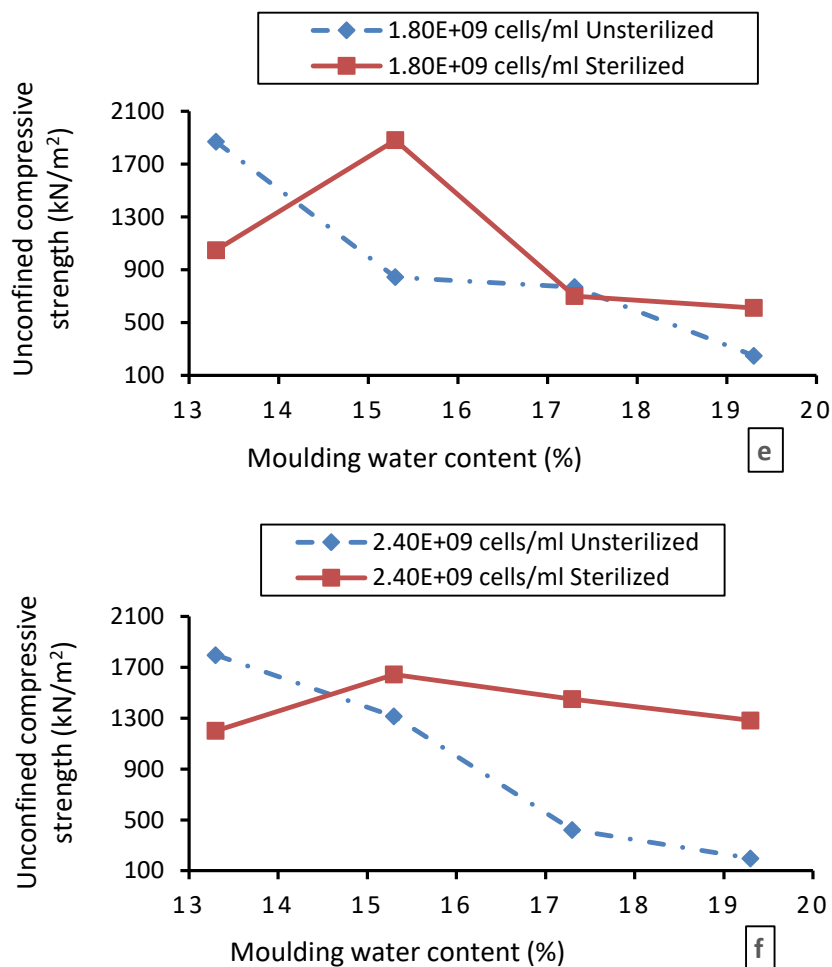 1.80E+09 cells/ml Unsterilized
1.80E+09 cells/ml Sterilized
Unconfined compressive
strength (kN/m²)
2100
1700
1300
900
500
100
13 14 15 16 17 18 19 20
Moulding water content (%)
e
2.40E+09 cells/ml Unsterilized
2.40E+09 cells/ml Sterilized
Unconfined compressive
strength (kN/m²)
2100
1700
1300
900
500
100
13 14 15 16 17 18 19 20
Moulding water content (%)
f